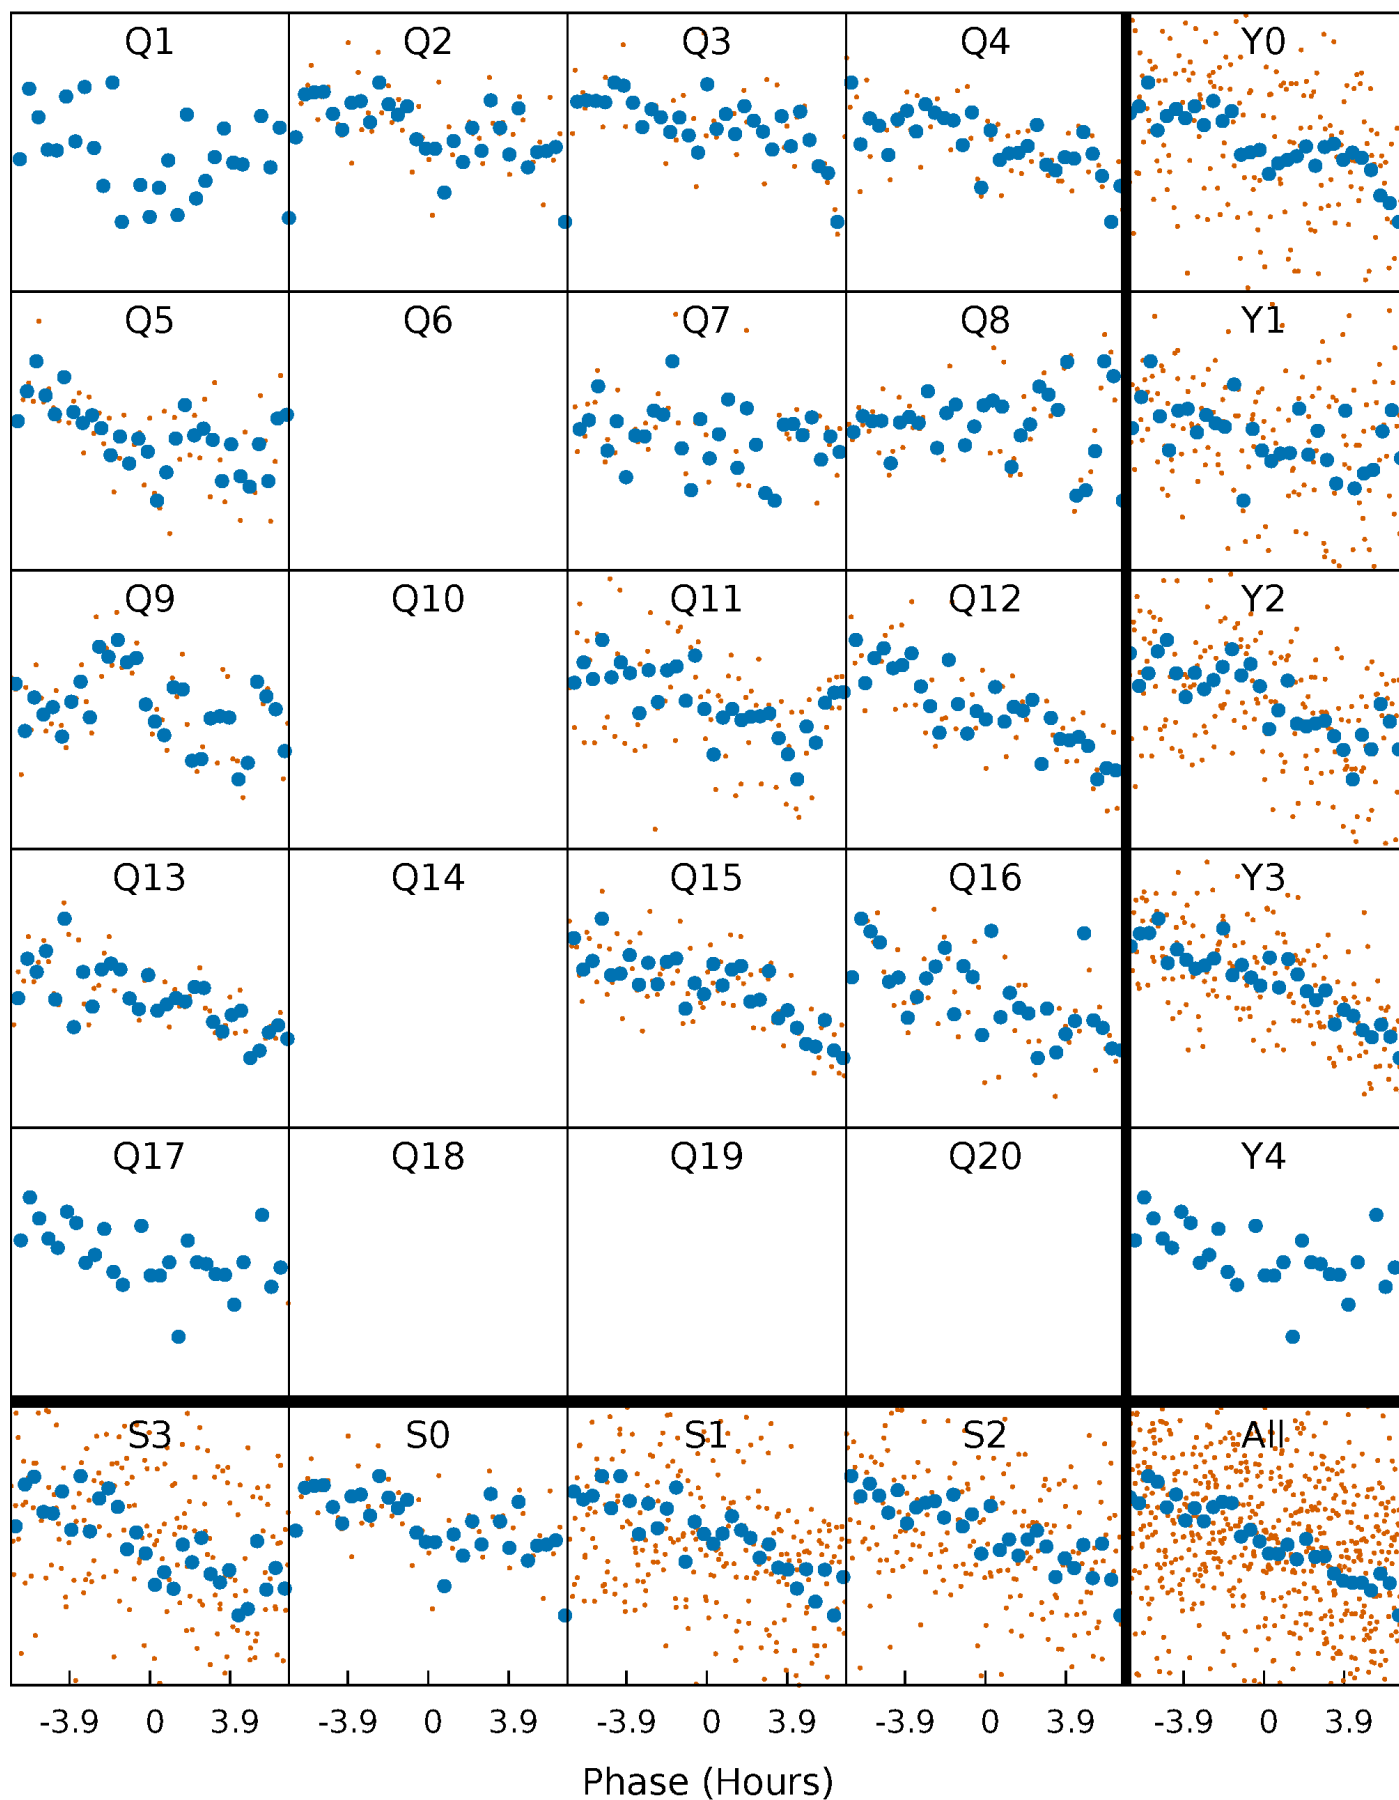 Q1 Q2 Q3 Q4 Y0
Q5 Q6 Q7 Q8 Y1
Q9 Q10 Q11 Q12 Y2
Q13 Q14 Q15 Q16 Y3
Q17 Q18 Q19 Q20 Y4
S3 S0 S1 S2 All
-3.9 0 3.9 -3.9 0 3.9 -3.9 0 3.9 -3.9 0 3.9 -3.9 0 3.9
Phase (Hours)